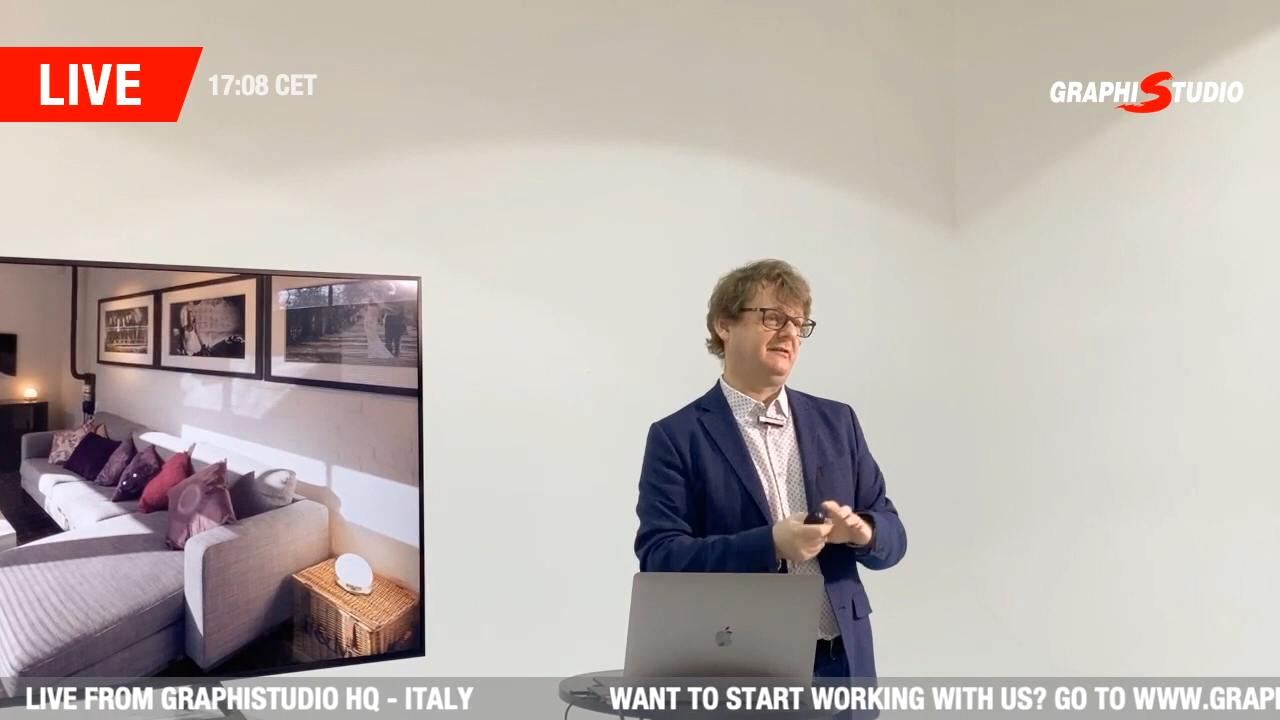 LIVE
17:08 CET
GRAPHISTUDIO
LIVE FROM GRAPHISTUDIO HQ - ITALY
WANT TO START WORKING WITH US? GO TO WWW.GRAPI